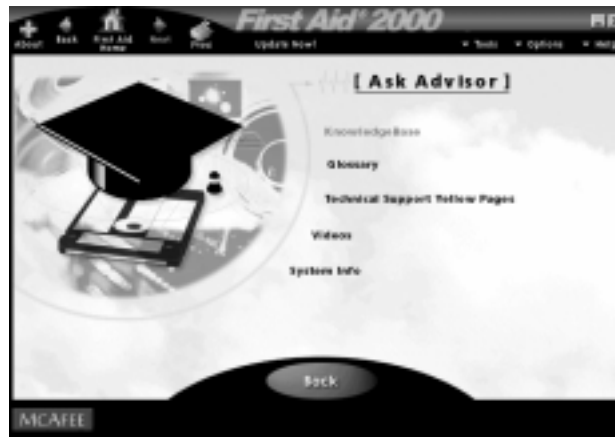 First Aid® 2000
About Back First Aid Home Next Print Update Now! Tools Options Help
[ Ask Advisor ]
KnowledgeBase
Glossary
Technical Support Yellow Pages
Videos
System Info
Back
MCAFEE